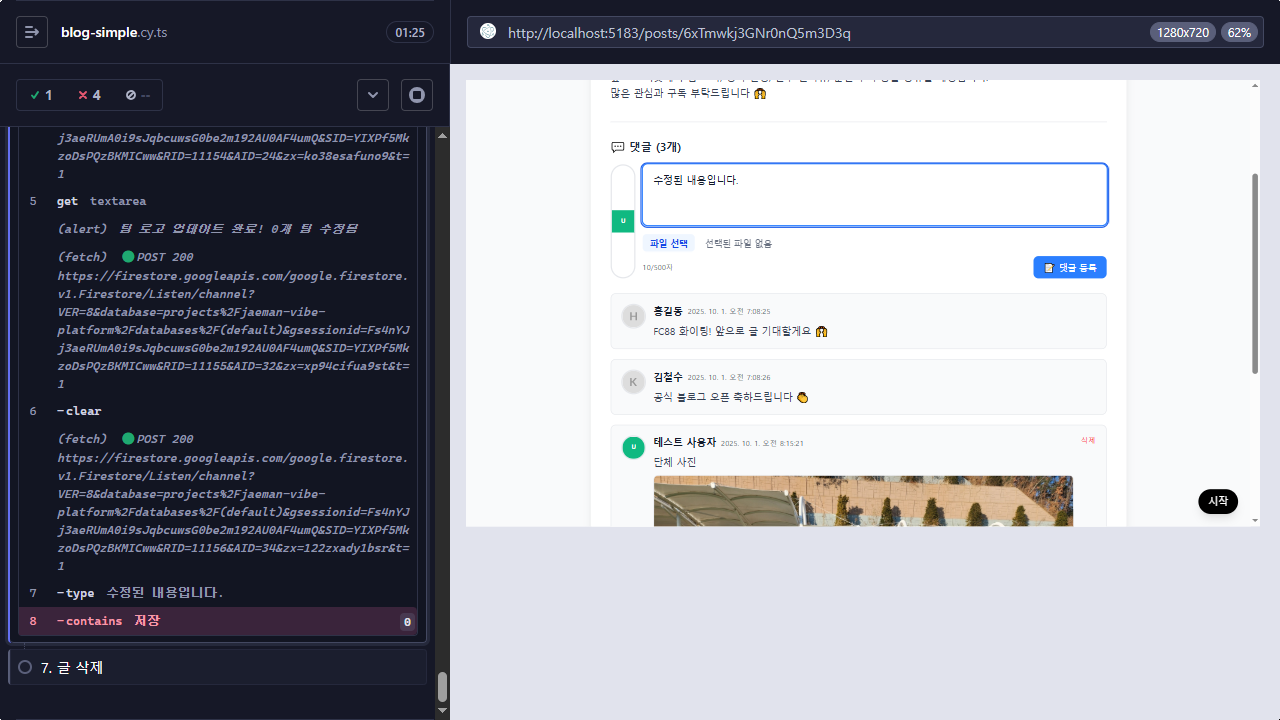 blog-simple.cy.ts
01:25
http://localhost:5183/posts/6xTmwkj3GNr0nQ5m3D3q
1280x720
62%
1
4
--
j3aeRUmA0i9sJqbcuwsG0be2m192AU0AF4umQ&SID=YIXPf5Mk
zoDsPQzBKMICww&RID=11154&AID=24&zx=ko38esafuno9&t=
1
5 get textarea
(alert) 팀 로고 업데이트 완료! 0개 팀 수정됨
(fetch) POST 200
https://firestore.googleapis.com/google.firestore.
v1.Firestore/Listen/channel?
VER=8&database=projects%2Fjaeman-vibe-
platform%2Fdatabases%2F(default)&gsessionid=Fs4nYJ
j3aeRUmA0i9sJqbcuwsG0be2m192AU0AF4umQ&SID=YIXPf5Mk
zoDsPQzBKMICww&RID=11155&AID=32&zx=xp94cifua9st&t=
1
6 -clear
(fetch) POST 200
https://firestore.googleapis.com/google.firestore.
v1.Firestore/Listen/channel?
VER=8&database=projects%2Fjaeman-vibe-
platform%2Fdatabases%2F(default)&gsessionid=Fs4nYJ
j3aeRUmA0i9sJqbcuwsG0be2m192AU0AF4umQ&SID=YIXPf5Mk
zoDsPQzBKMICww&RID=11156&AID=34&zx=122zxady1bsr&t=
1
7 -type 수정된 내용입니다.
8 -contains 저장 0
7. 글 삭제
많은 관심과 구독 부탁드립니다 🙌
💬 댓글 (3개)
수정된 내용입니다.
U
파일 선택 선택된 파일 없음
10/500자
📝 댓글 등록
H
홍길동 2025. 10. 1. 오전 7:08:25
FC88 화이팅! 앞으로 글 기대할게요 🙌
K
김철수 2025. 10. 1. 오전 7:08:26
공식 블로그 오픈 축하드립니다 👏
U
테스트 사용자 2025. 10. 1. 오전 8:15:21
삭제
단체 사진
시작